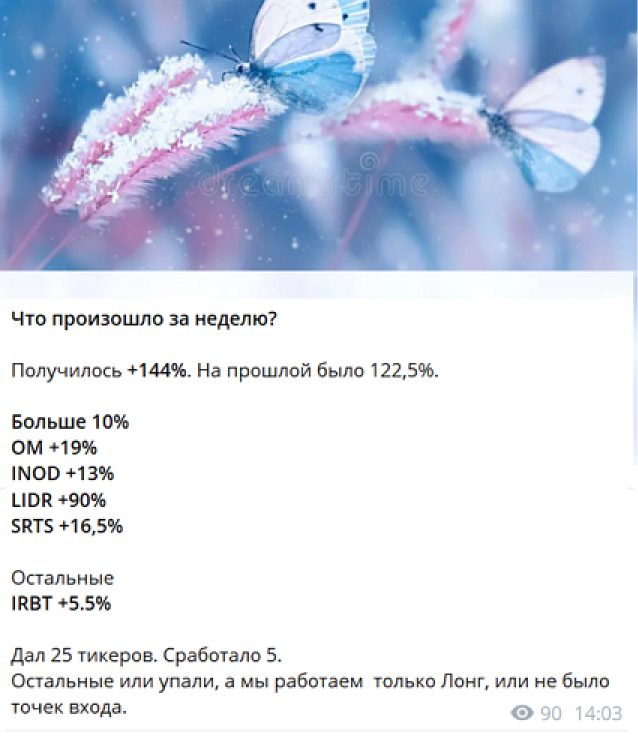 dreamstime
Что произошло за неделю?
Получилось +144%. На прошлой было 122,5%.
Больше 10%
OM +19%
INOD +13%
LIDR +90%
SRTS +16,5%
Остальные
IRBT +5.5%
Дал 25 тикеров. Сработало 5.
Остальные или упали, а мы работаем только Лонг, или не было
точек входа.
90 14:03